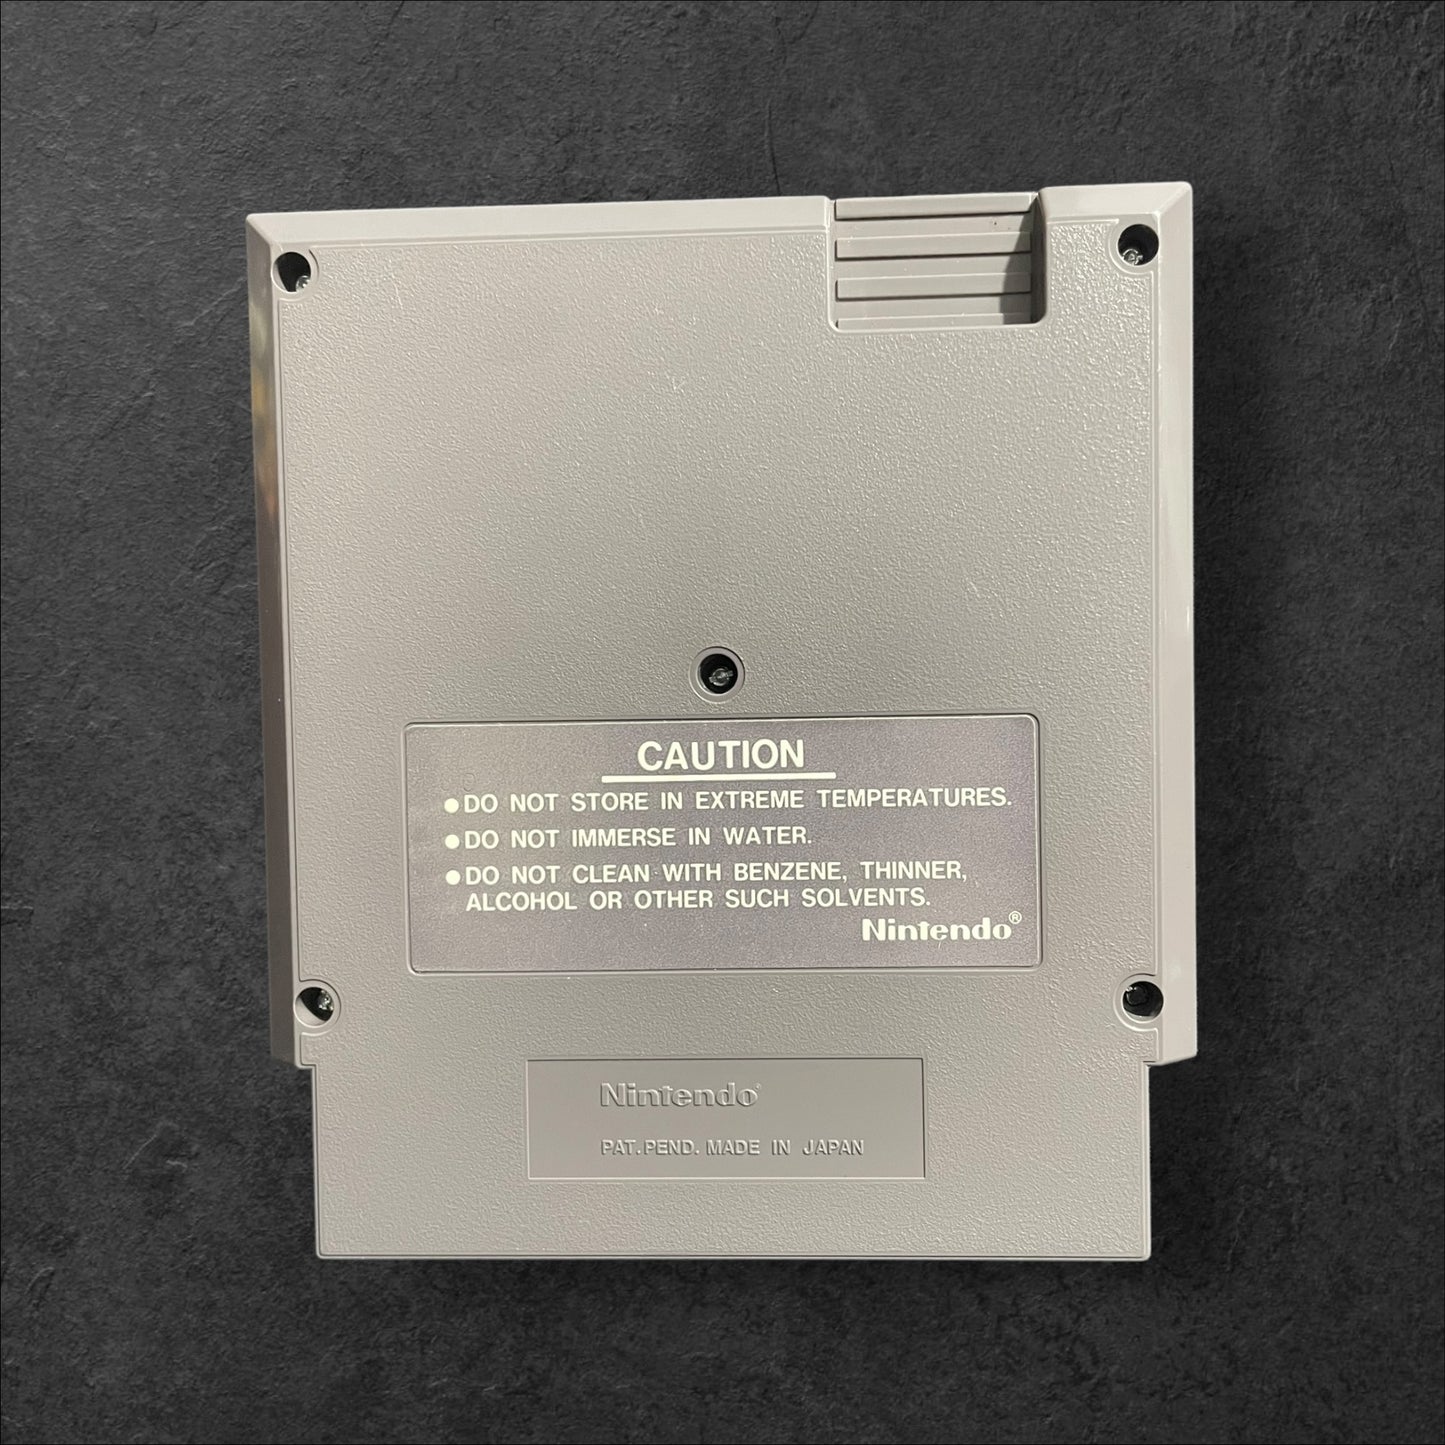 CAUTION
●DO NOT STORE IN EXTREME TEMPERATURES.
●DO NOT IMMERSE IN WATER.
●DO NOT CLEAN WITH BENZENE, THINNER,
ALCOHOL OR OTHER SUCH SOLVENTS.
Nintendo®
Nintendo®
PAT. PEND. MADE IN JAPAN